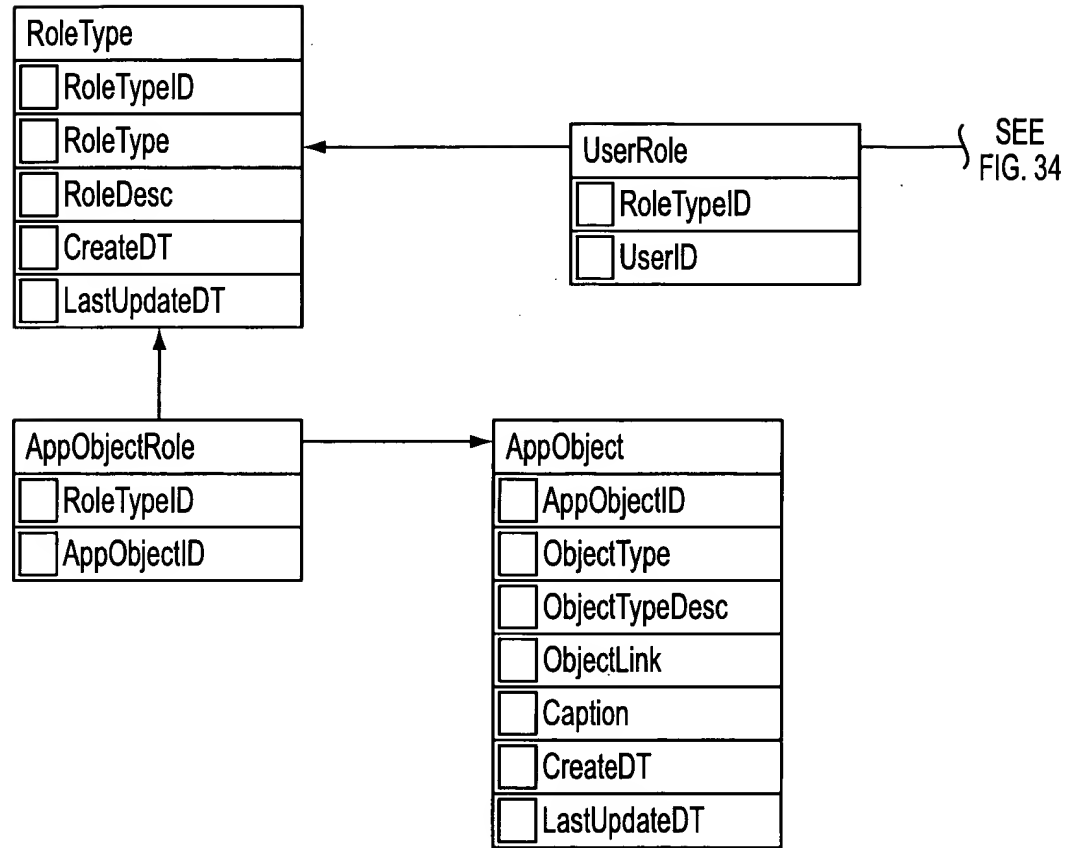 RoleType
RoleTypeID
RoleType
RoleDesc
CreateDT
LastUpdateDT
UserRole
RoleTypeID
UserID
SEE
FIG. 34
AppObjectRole
RoleTypeID
AppObjectID
AppObject
AppObjectID
ObjectType
ObjectTypeDesc
ObjectLink
Caption
CreateDT
LastUpdateDT